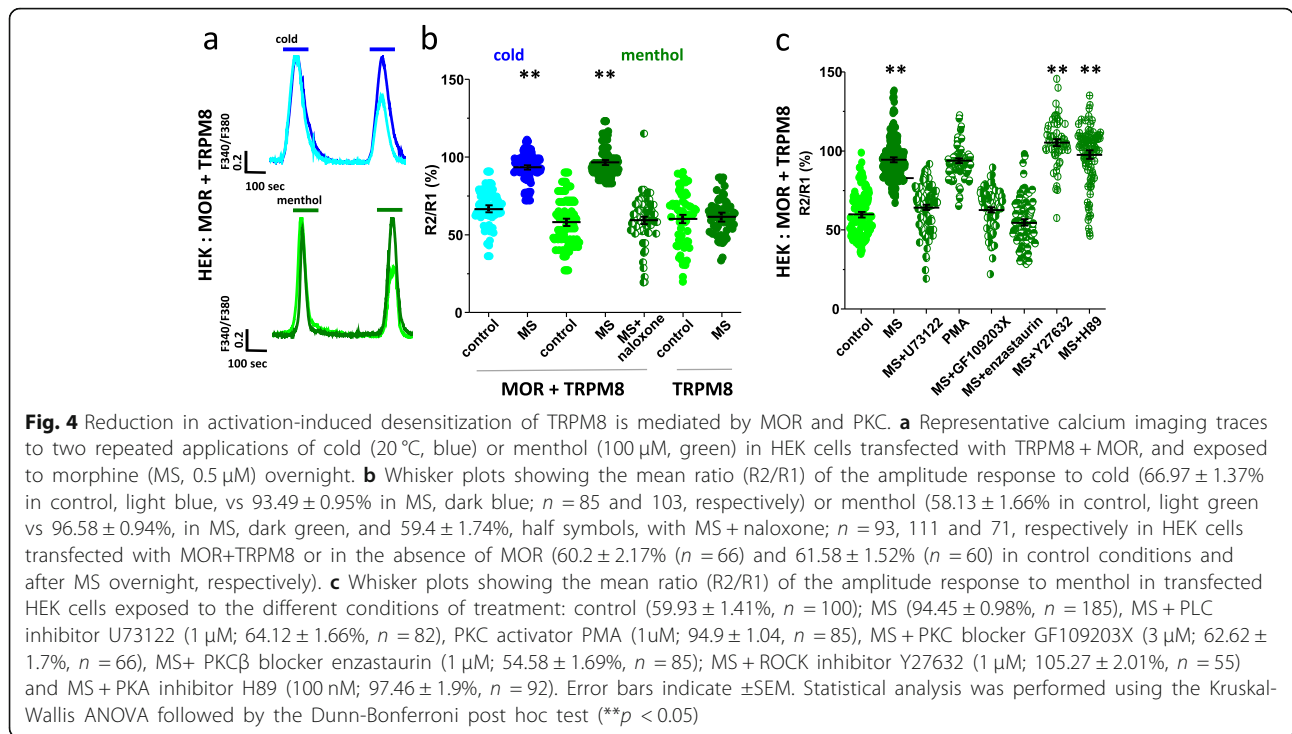 a
cold
F340/F380
0.2
100 sec
menthol
F340/F380
0.2
100 sec
HEK : MOR + TRPM8
b
cold
menthol
**
**
R2/R1 (%)
150
100
50
0
control
MS
control
MS
MS+
naloxone
control
MS
MOR + TRPM8
TRPM8
c
HEK : MOR + TRPM8
R2/R1 (%)
**
**
**
150
100
50
0
control
MS
MS+U73122
PMA
MS+GF109203X
MS+enzastaurin
MS+Y27632
MS+H89
Fig. 4 Reduction in activation-induced desensitization of TRPM8 is mediated by MOR and PKC. a Representative calcium imaging traces
to two repeated applications of cold (20 °C, blue) or menthol (100 μM, green) in HEK cells transfected with TRPM8 + MOR, and exposed
to morphine (MS, 0.5 μM) overnight. b Whisker plots showing the mean ratio (R2/R1) of the amplitude response to cold (66.97 ± 1.37%
in control, light blue, vs 93.49 ± 0.95% in MS, dark blue; n = 85 and 103, respectively) or menthol (58.13 ± 1.66% in control, light green
vs 96.58 ± 0.94%, in MS, dark green, and 59.4 ± 1.74%, half symbols, with MS + naloxone; n = 93, 111 and 71, respectively in HEK cells
transfected with MOR+TRPM8 or in the absence of MOR (60.2 ± 2.17% (n = 66) and 61.58 ± 1.52% (n = 60) in control conditions and
after MS overnight, respectively). c Whisker plots showing the mean ratio (R2/R1) of the amplitude response to menthol in transfected
HEK cells exposed to the different conditions of treatment: control (59.93 ± 1.41%, n = 100); MS (94.45 ± 0.98%, n = 185), MS + PLC
inhibitor U73122 (1 μM; 64.12 ± 1.66%, n = 82), PKC activator PMA (1uM; 94.9 ± 1.04, n = 85), MS + PKC blocker GF109203X (3 μM; 62.62 ±
1.7%, n = 66), MS+ PKCβ blocker enzastaurin (1 μM; 54.58 ± 1.69%, n = 85); MS + ROCK inhibitor Y27632 (1 μM; 105.27 ± 2.01%, n = 55)
and MS + PKA inhibitor H89 (100 nM; 97.46 ± 1.9%, n = 92). Error bars indicate ±SEM. Statistical analysis was performed using the Kruskal-
Wallis ANOVA followed by the Dunn-Bonferroni post hoc test (**p < 0.05)